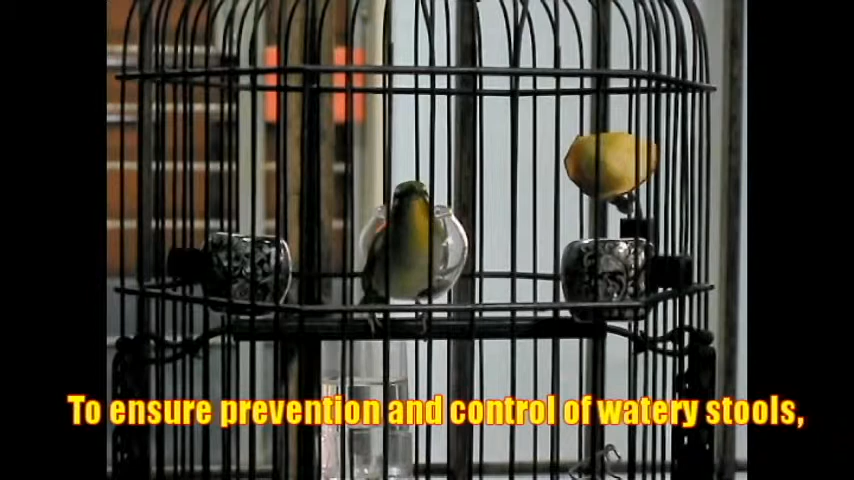 To ensure prevention and control of watery stools,